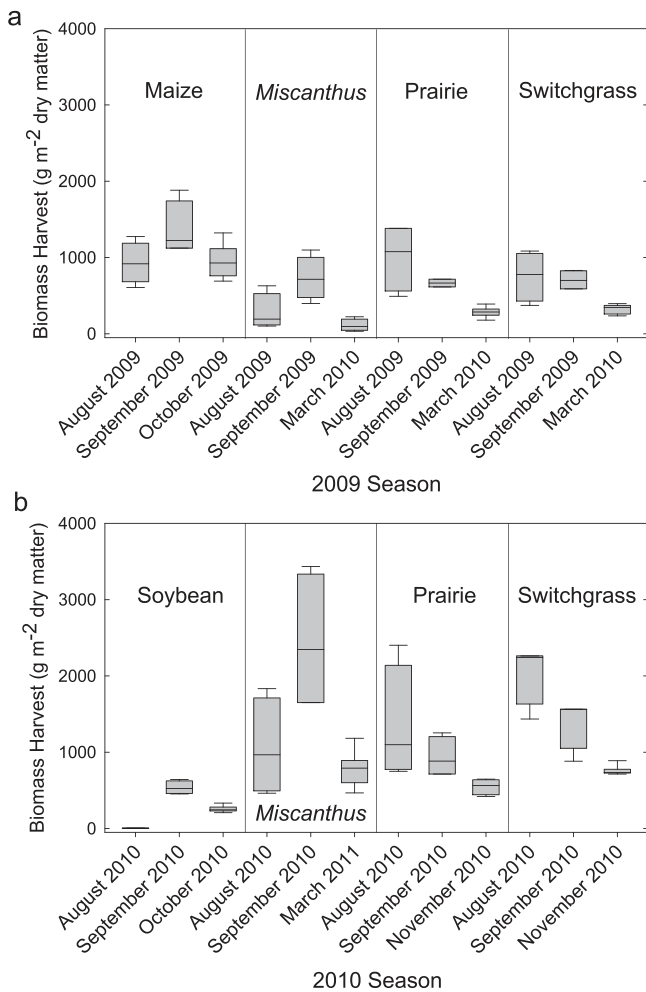 a
Biomass Harvest (g m-2 dry matter)
4000
3000
2000
1000
0
Maize
Miscanthus
Prairie
Switchgrass
August 2009
September 2009
October 2009
August 2009
September 2009
March 2010
August 2009
September 2009
March 2010
August 2009
September 2009
March 2010
2009 Season
b
Biomass Harvest (g m-2 dry matter)
4000
3000
2000
1000
0
Soybean
Miscanthus
Prairie
Switchgrass
August 2010
September 2010
October 2010
August 2010
September 2010
March 2011
August 2010
September 2010
November 2010
August 2010
September 2010
November 2010
2010 Season